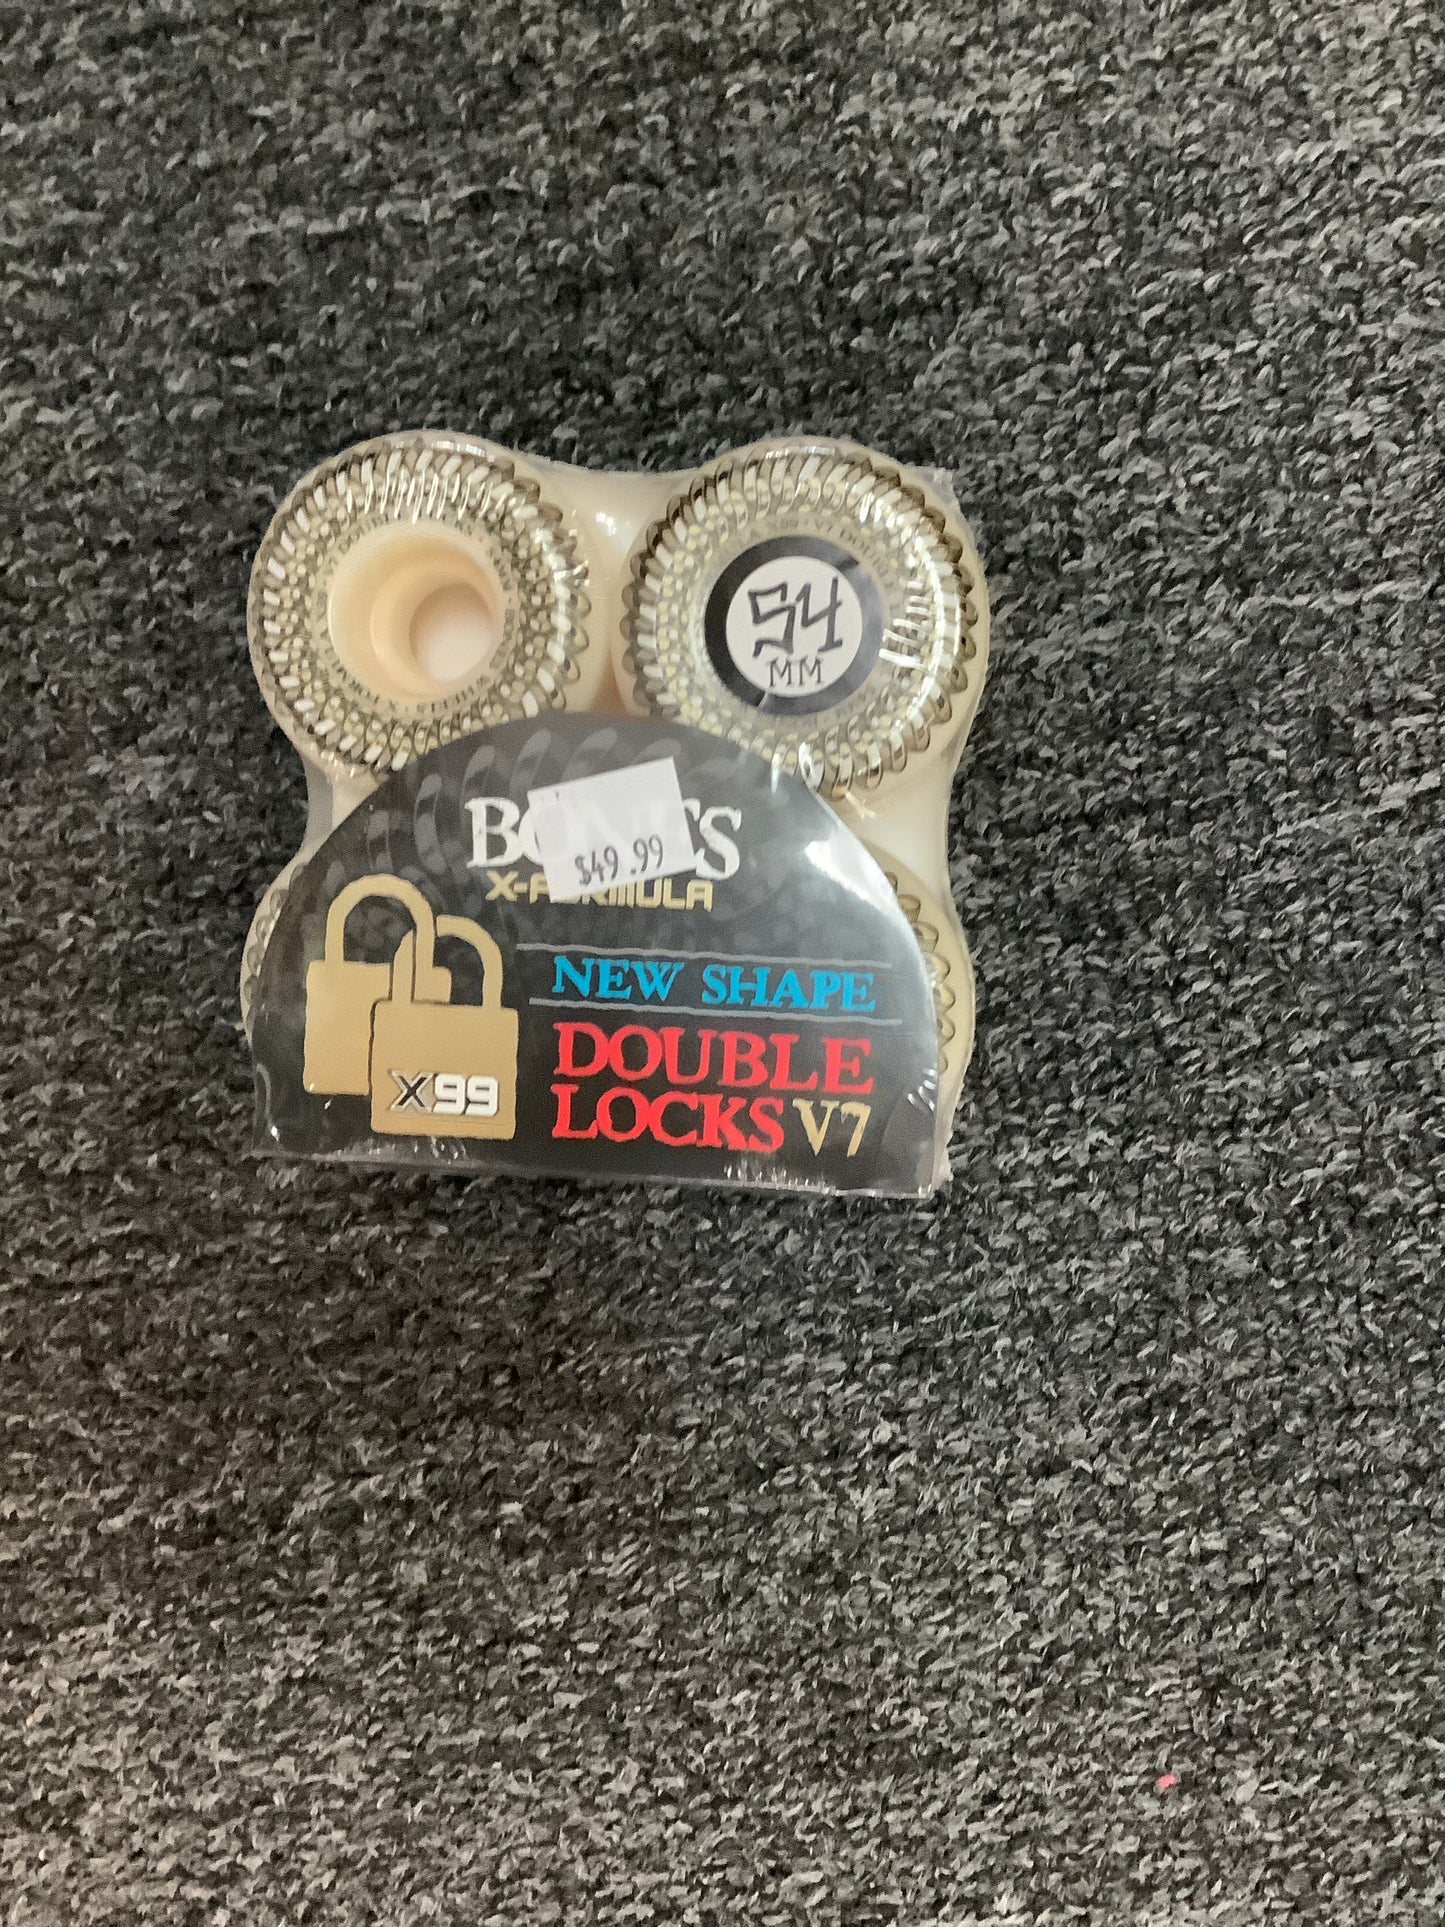 54
MM
BONES
$49.99
X-FORMULA
NEW SHAPE
DOUBLE
LOCKS V7
X99